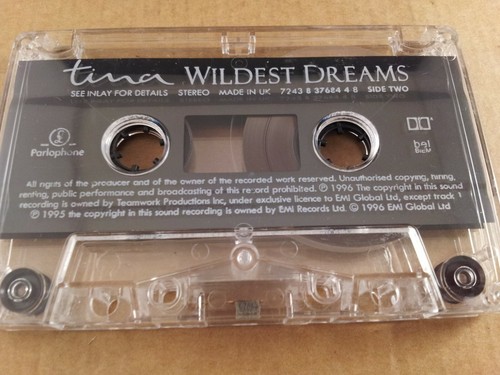 tina WILDEST DREAMS
SEE INLAY FOR DETAILS STEREO MADE IN UK 7243 8 37684 4 8 SIDE TWO
Parlophone
All rights of the producer and of the owner of the recorded work reserved. Unauthorised copying, hiring,
renting, public performance and broadcasting of this record prohibited. ℗ 1996 The copyright in this sound
recording is owned by Teamwork Productions Inc, under exclusive licence to EMI Global Ltd, except track 1
℗ 1995 the copyright in this sound recording is owned by EMI Records Ltd. © 1996 EMI Global Ltd